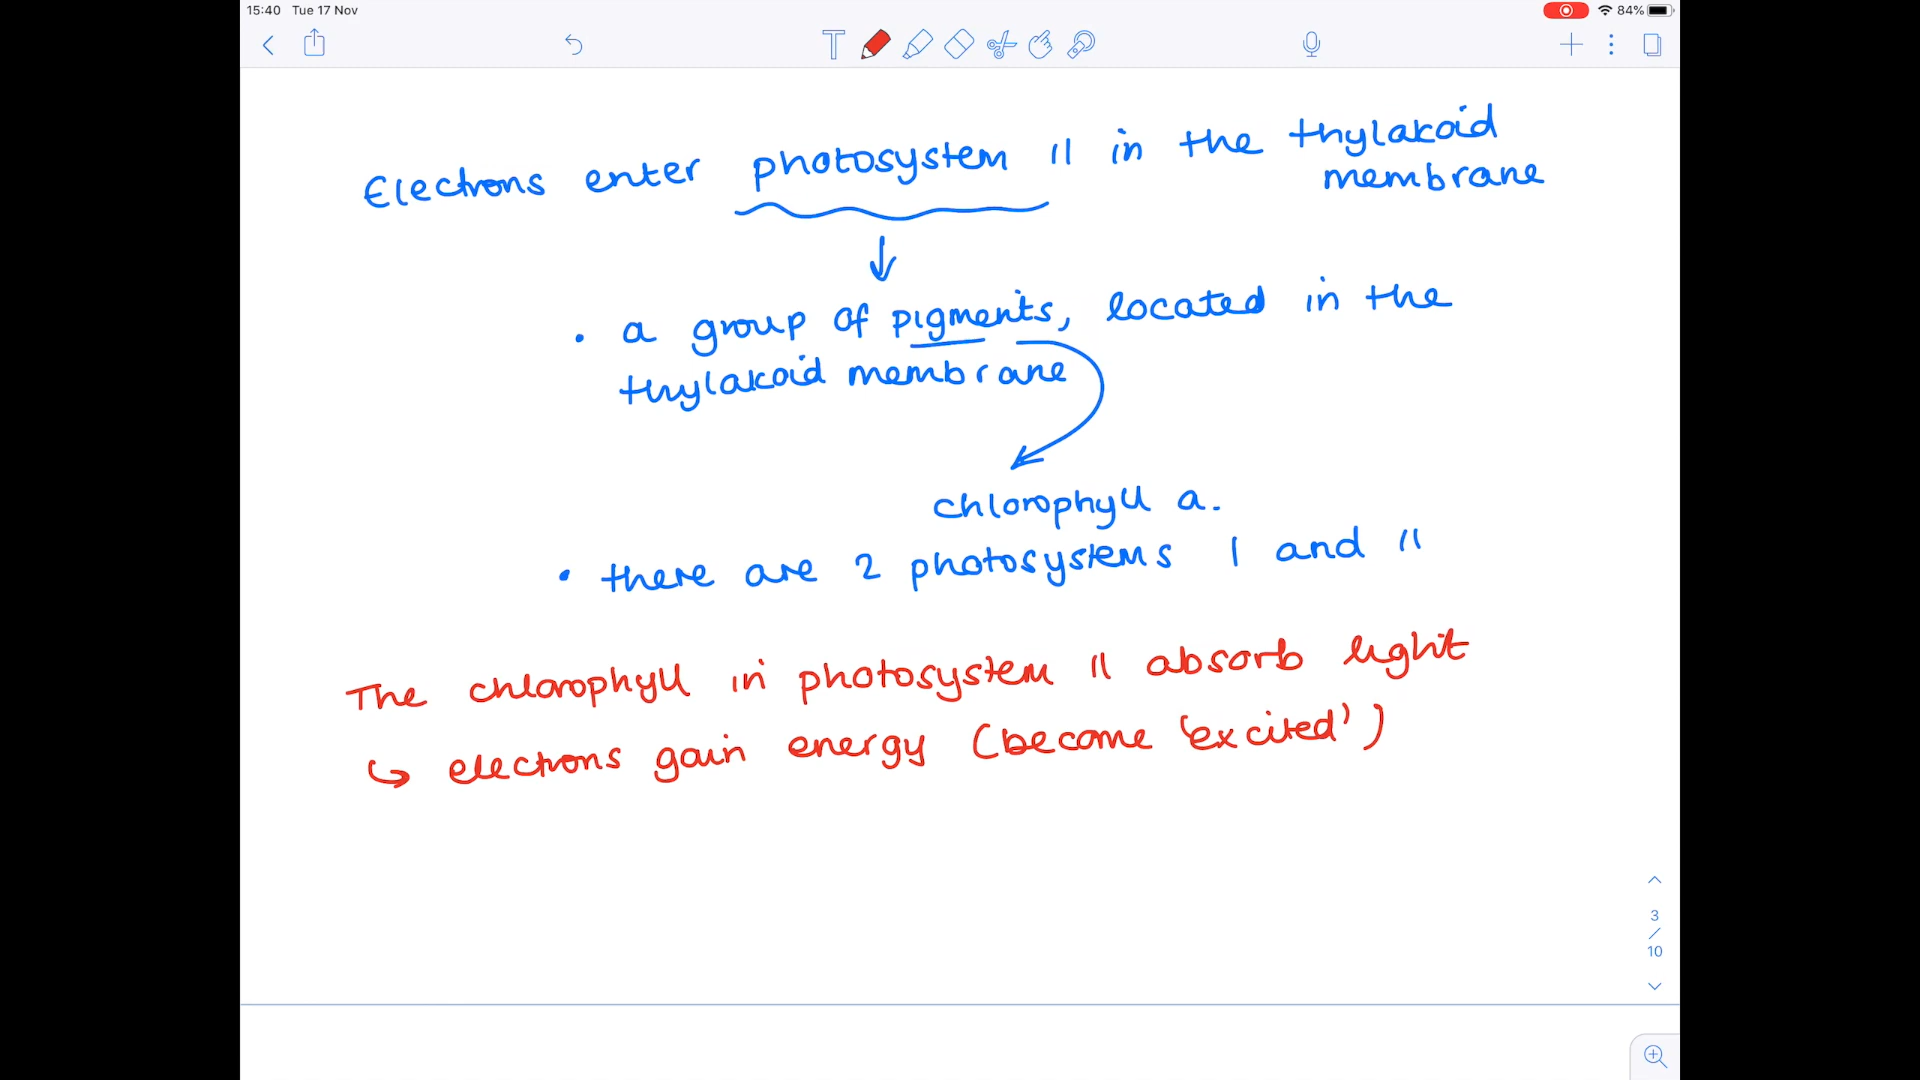 15:40 Tue 17 Nov
84%
T
Electrons enter photosystem II in the thylakoid
membrane
• a group of pigments, located in the
thylakoid membrane
chlorophyll a.
• there are 2 photosystems I and II
The chlorophyll in photosystem II absorb light
electrons gain energy (become 'excited')
3
/
10